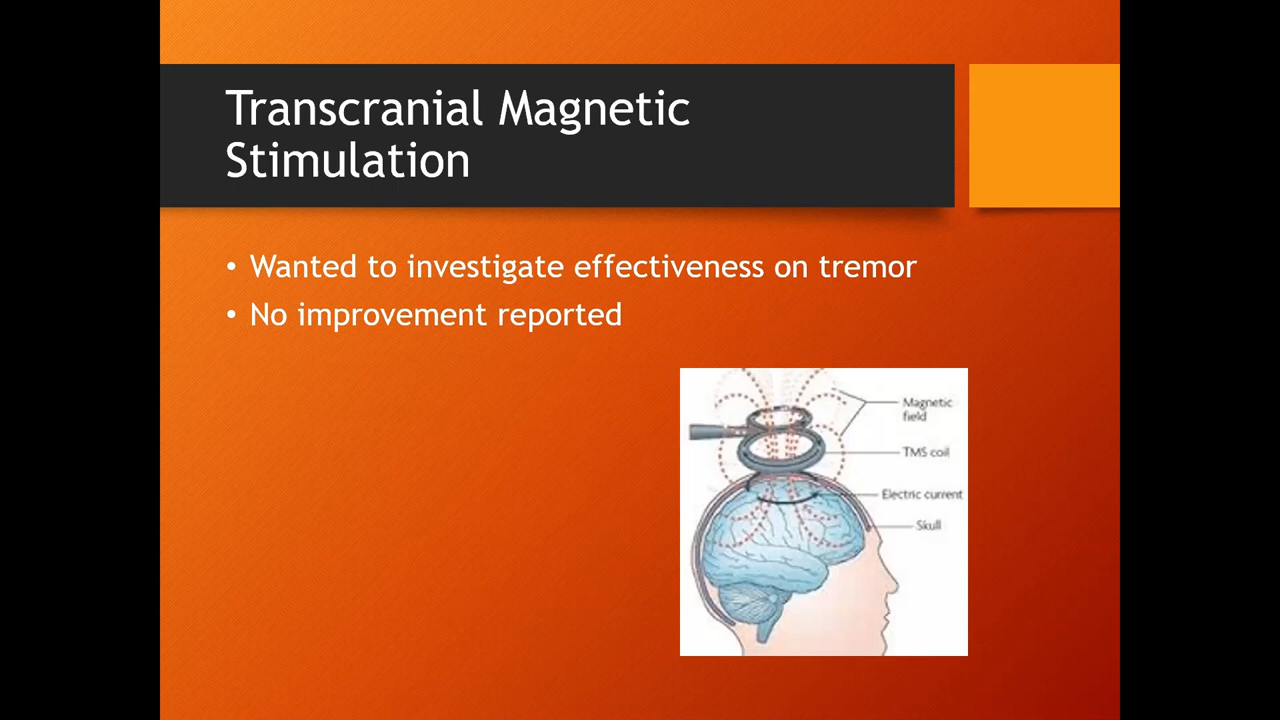 Transcranial Magnetic
Stimulation
• Wanted to investigate effectiveness on tremor
• No improvement reported
Magnetic
field
TMS coil
Electric current
Skull